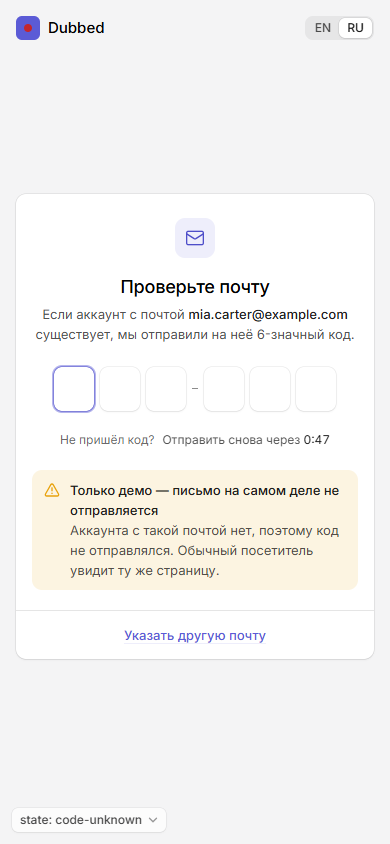 Dubbed
EN RU
Проверьте почту
Если аккаунт с почтой mia.carter@example.com
существует, мы отправили на неё 6-значный код.
–
Не пришёл код? Отправить снова через 0:47
Только демо — письмо на самом деле не
отправляется
Аккаунта с такой почтой нет, поэтому код
не отправлялся. Обычный посетитель
увидит ту же страницу.
Указать другую почту
state: code-unknown